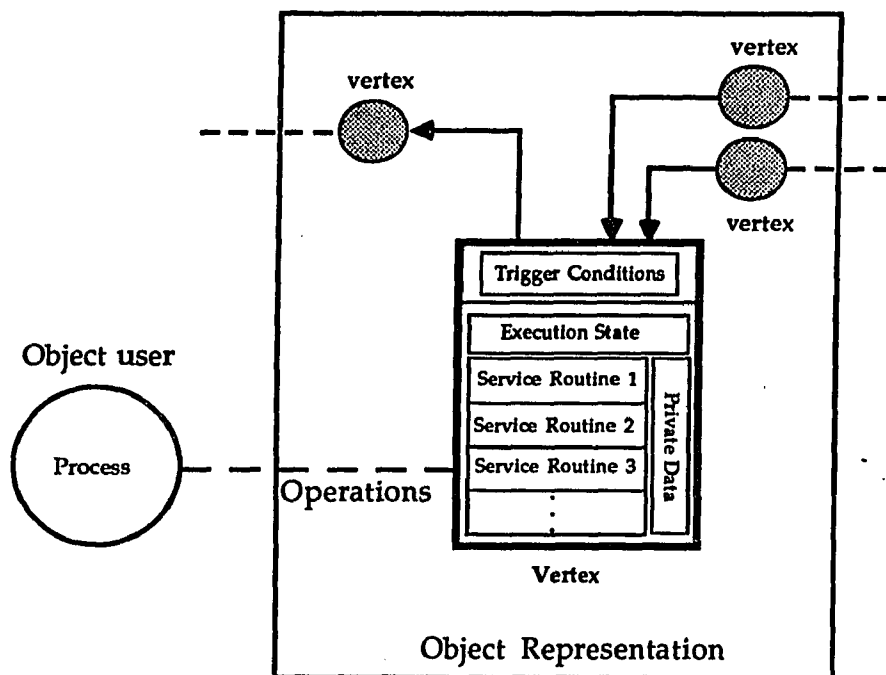 vertex
vertex
vertex
Trigger Conditions
Execution State
Object user
Service Routine 1
Service Routine 2
Service Routine 3
Private Data
Process
Operations
Vertex
Object Representation